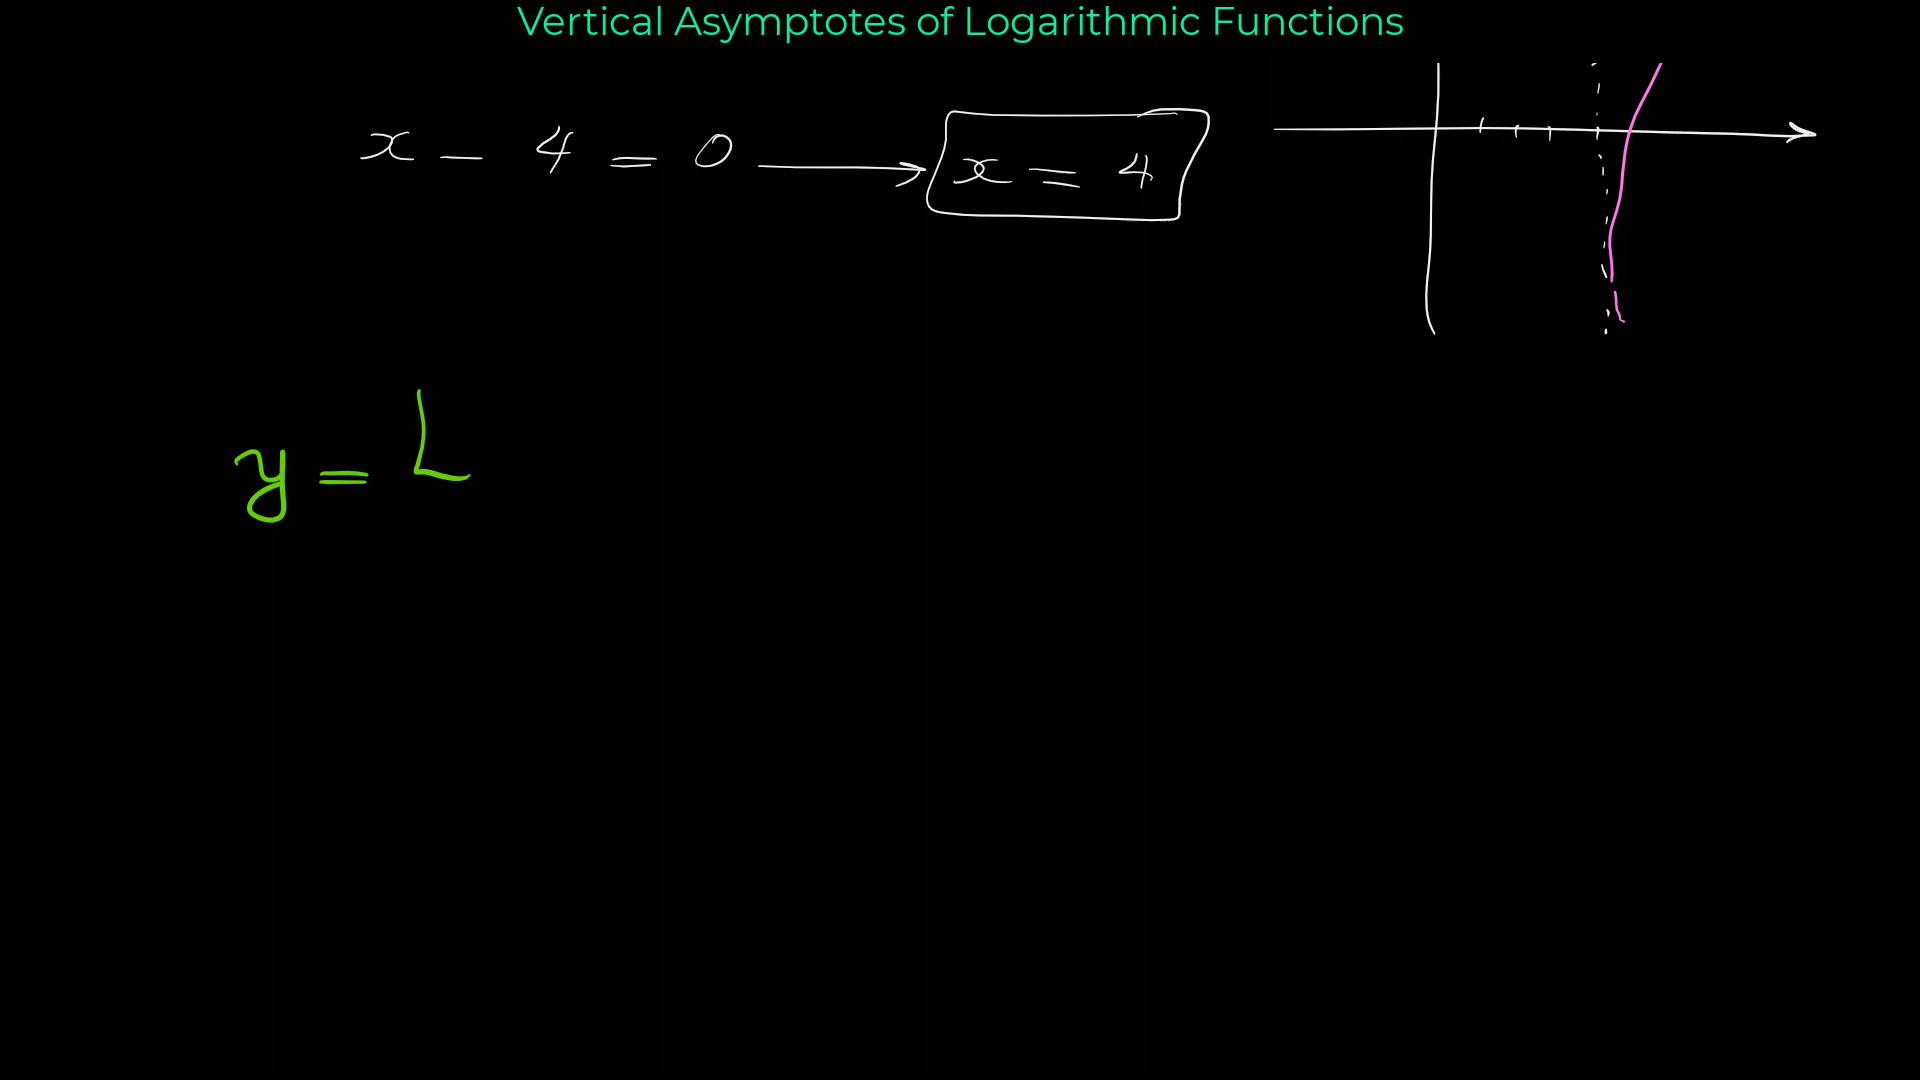 Vertical Asymptotes of Logarithmic Functions
x - 4 = 0 → x = 4
y = L